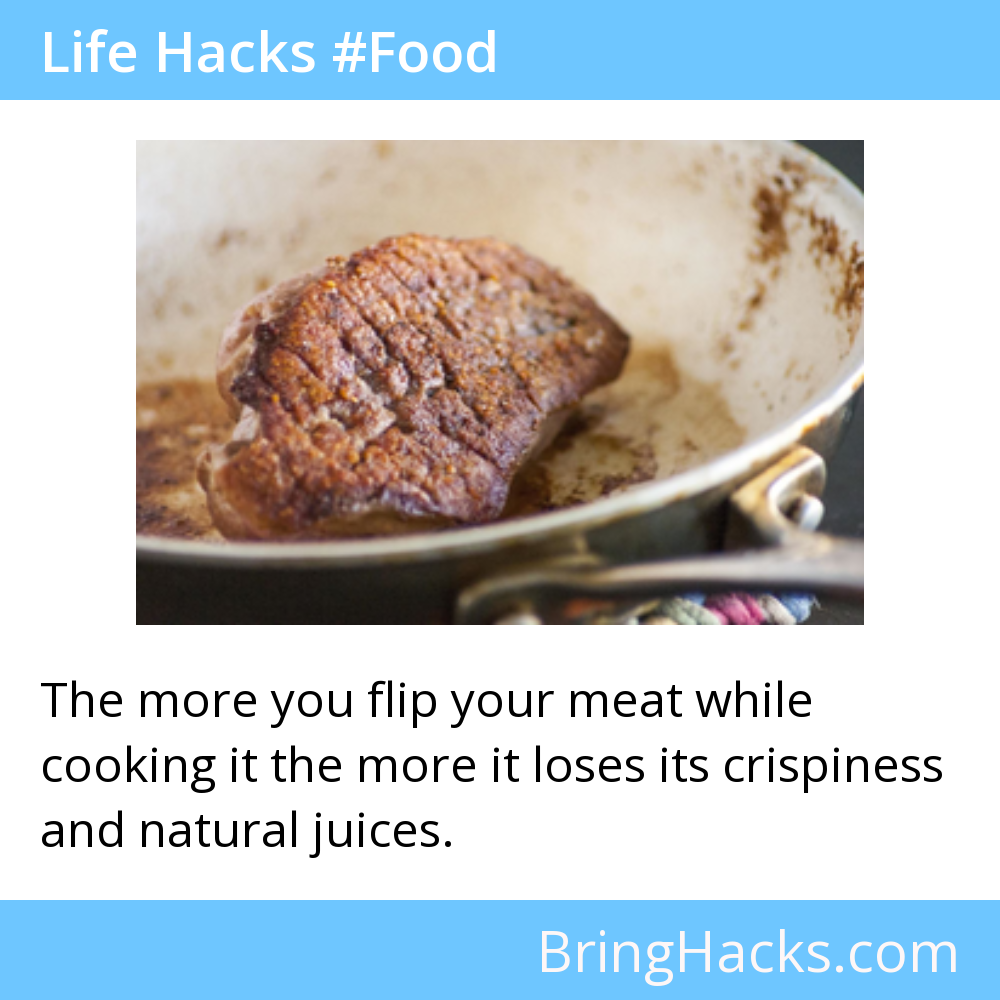 Life Hacks #Food
The more you flip your meat while
cooking it the more it loses its crispiness
and natural juices.
BringHacks.com